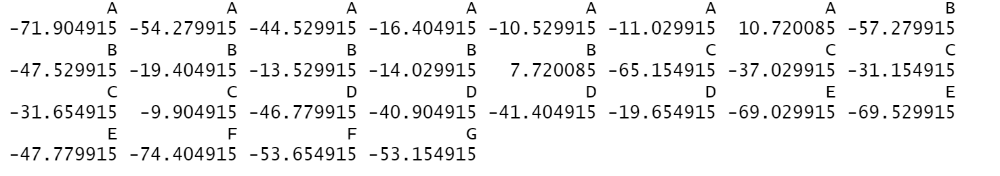 A A A A A A A B
-71.904915 -54.279915 -44.529915 -16.404915 -10.529915 -11.029915 10.720085 -57.279915
B B B B B C C C
-47.529915 -19.404915 -13.529915 -14.029915 7.720085 -65.154915 -37.029915 -31.154915
C C D D D D E E
-31.654915 -9.904915 -46.779915 -40.904915 -41.404915 -19.654915 -69.029915 -69.529915
E F F G
-47.779915 -74.404915 -53.654915 -53.154915